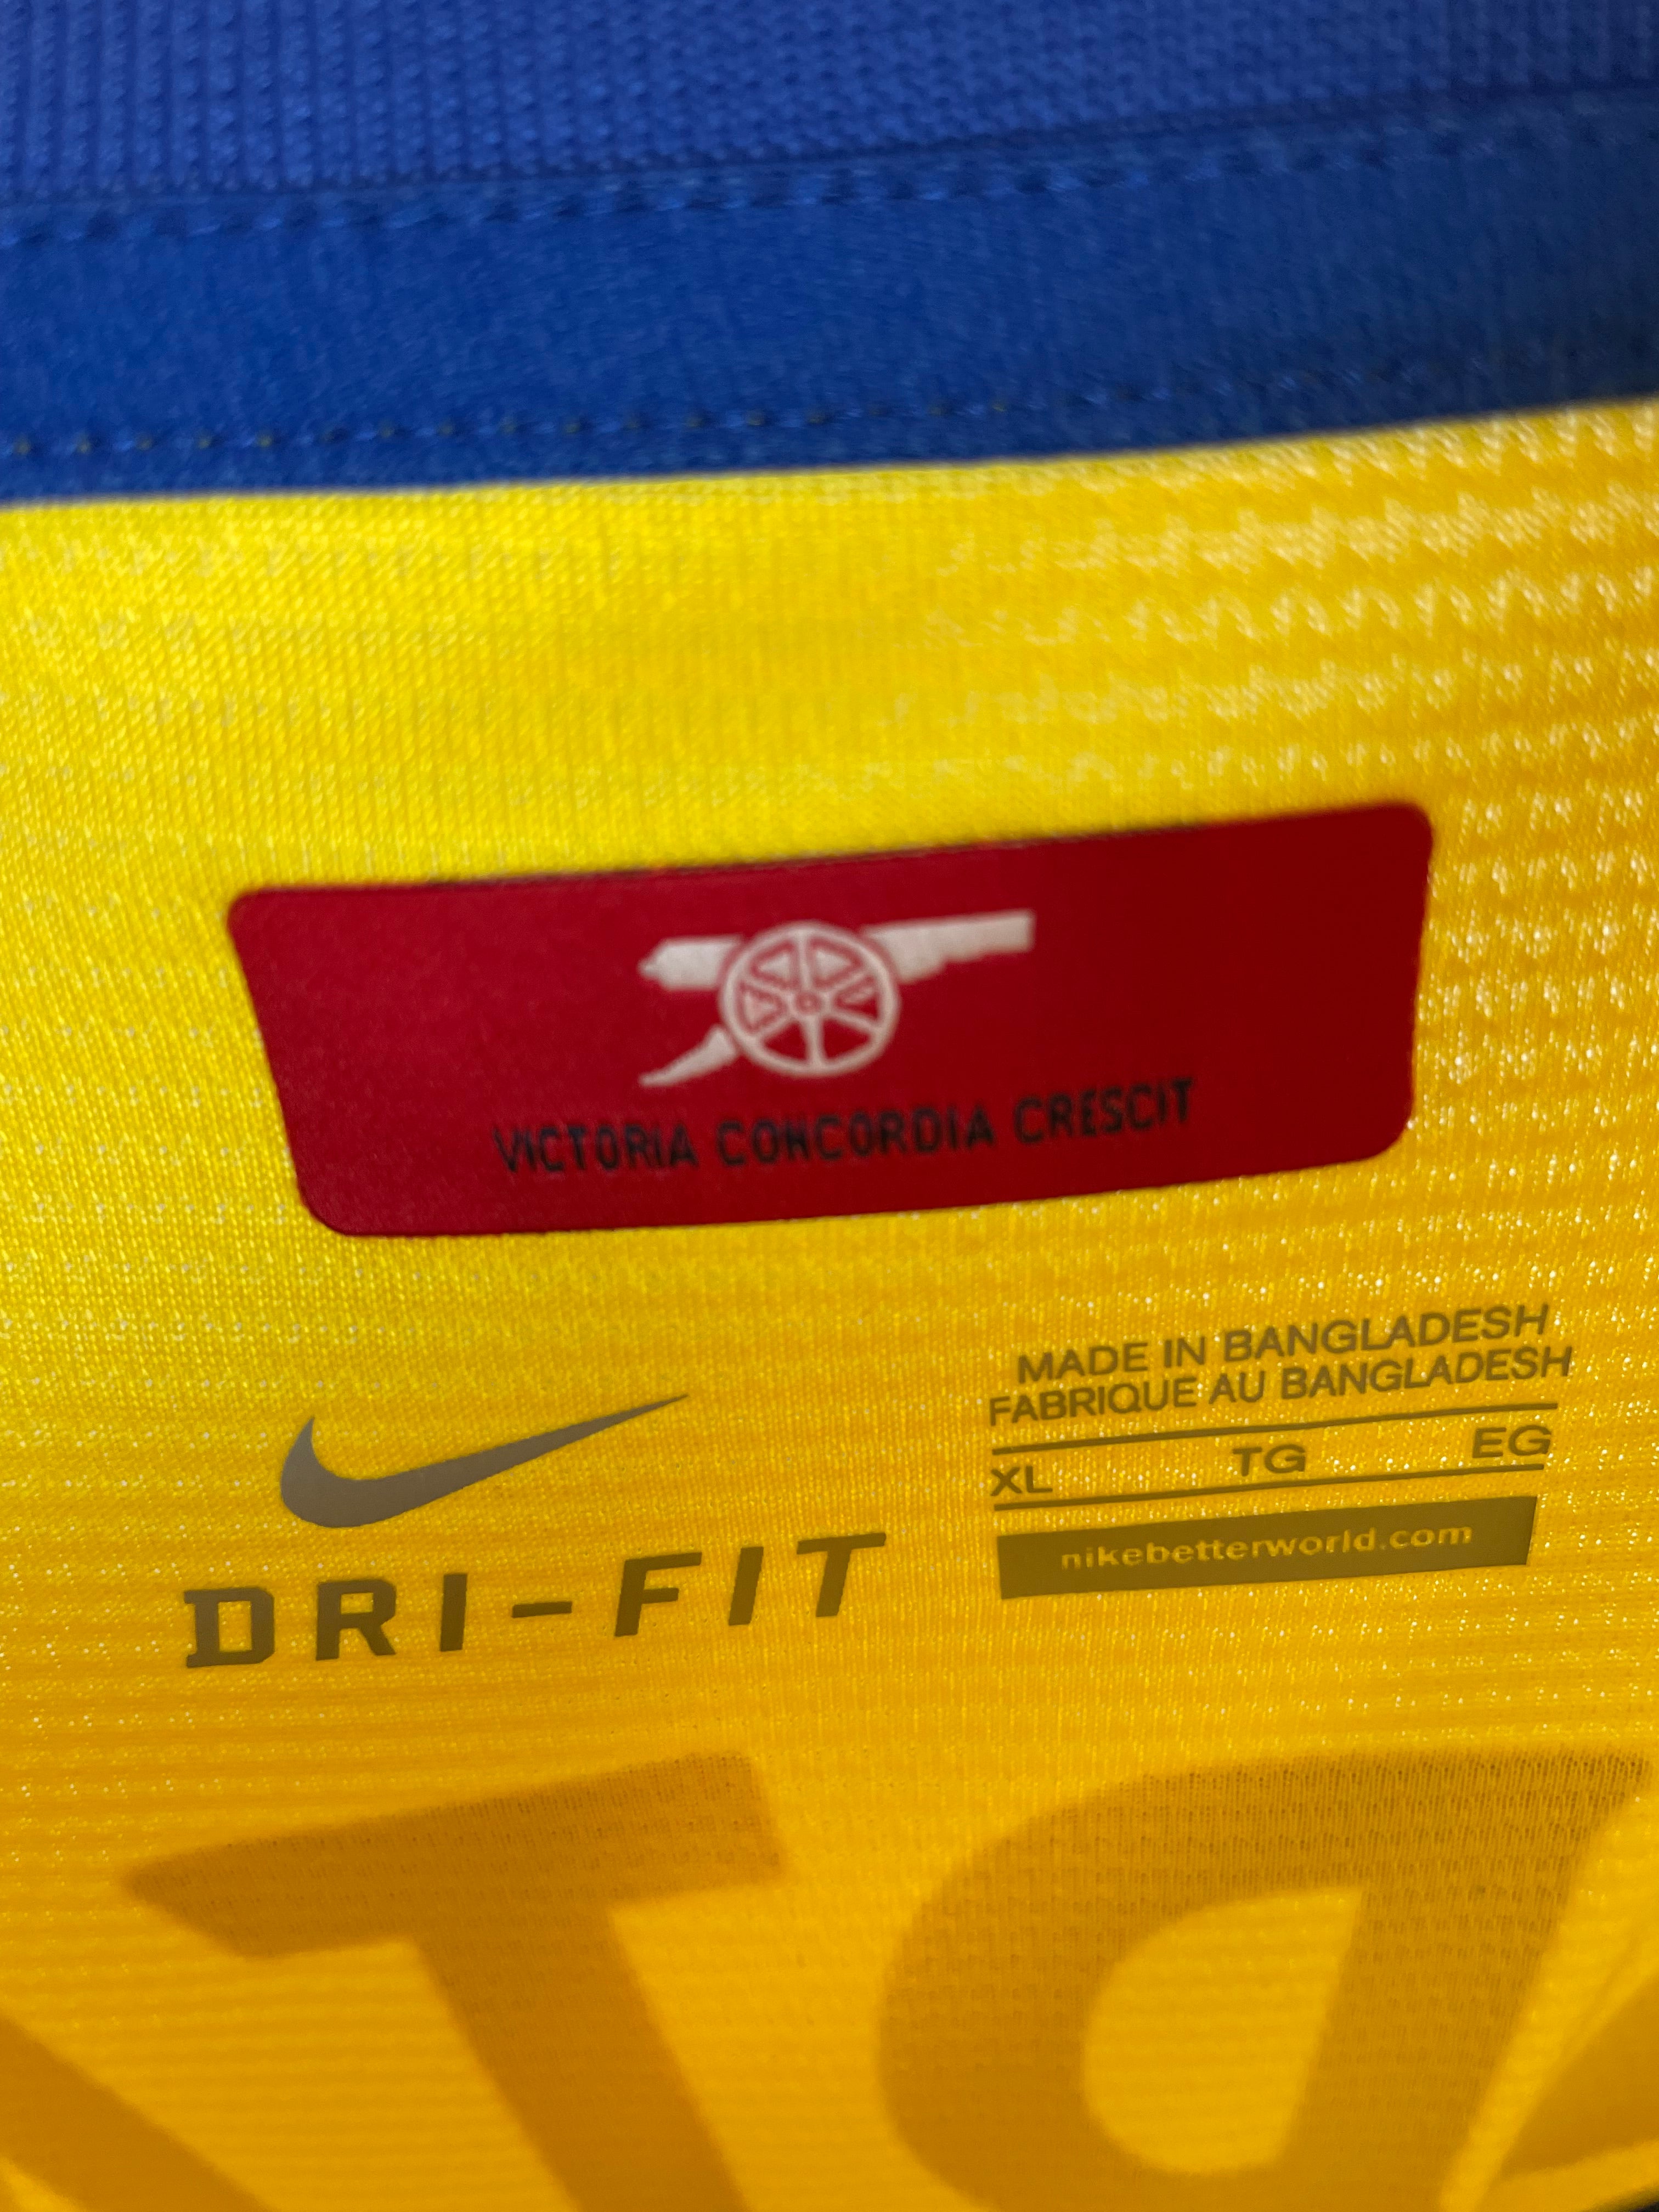 VICTORIA CONCORDIA CRESCIT
MADE IN BANGLADESH
FABRIQUE AU BANGLADESH
XL TG EG
nikebetterworld.com
DRI-FIT